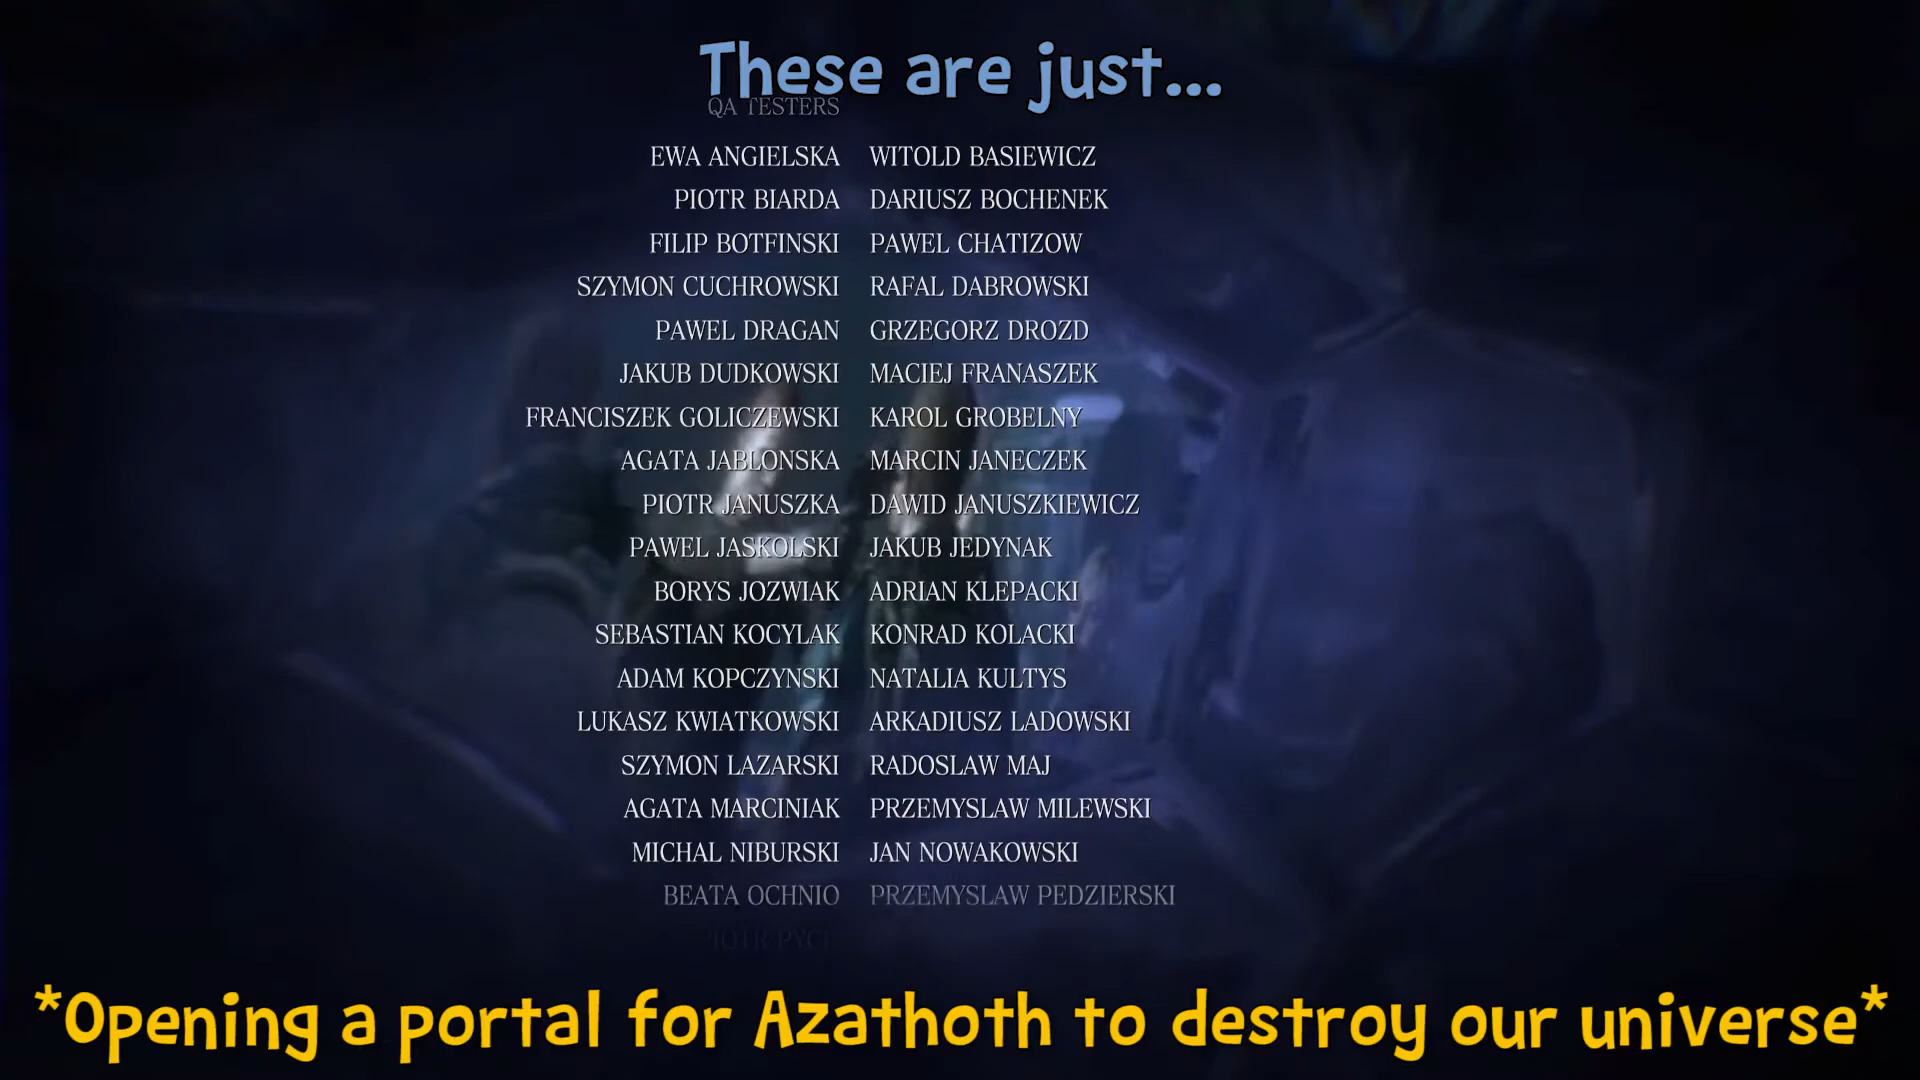 These are just...
QA TESTERS
EWA ANGIELSKA WITOLD BASIEWICZ
PIOTR BIARDA DARIUSZ BOCHENEK
FILIP BOTFINSKI PAWEL CHATIZOW
SZYMON CUCHROWSKI RAFAL DABROWSKI
PAWEL DRAGAN GRZEGORZ DROZD
JAKUB DUDKOWSKI MACIEJ FRANASZEK
FRANCISZEK GOLICZEWSKI KAROL GROBELNY
AGATA JABLONSKA MARCIN JANECZEK
PIOTR JANUSZKA DAWID JANUSZKIEWICZ
PAWEL JASKOLSKI JAKUB JEDYNAK
BORYS JOZWIAK ADRIAN KLEPACKI
SEBASTIAN KOCYLAK KONRAD KOLACKI
ADAM KOPCZYNSKI NATALIA KULTYS
LUKASZ KWIATKOWSKI ARKADIUSZ LADOWSKI
SZYMON LAZARSKI RADOSLAW MAJ
AGATA MARCINIAK PRZEMYSLAW MILEWSKI
MICHAL NIBURSKI JAN NOWAKOWSKI
BEATA OCHNIO PRZEMYSLAW PEDZIERSKI
*Opening a portal for Azathoth to destroy our universe*